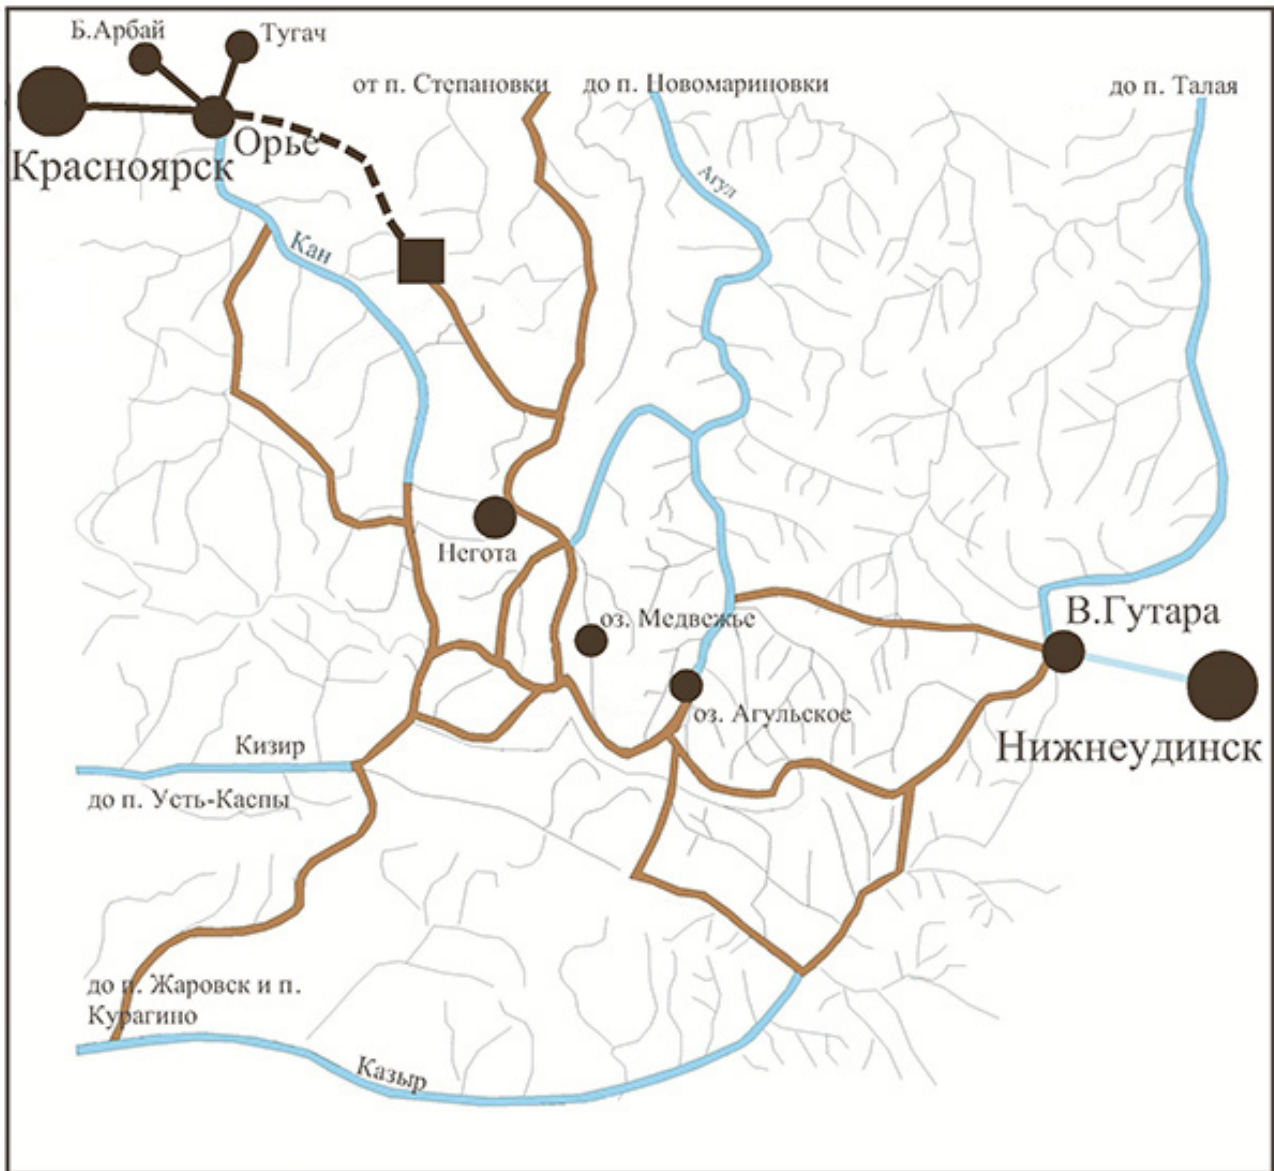 Б.Арбай
Тугач
от п. Степановки
до п. Новомариновки
до п. Талая
Орье
Красноярск
Агул
Кан
Негота
оз. Медвежье
В.Гутара
оз. Агульское
Кизир
Нижнеудинск
до п. Усть-Каспы
до п. Жаровск и п.
Курагино
Казыр